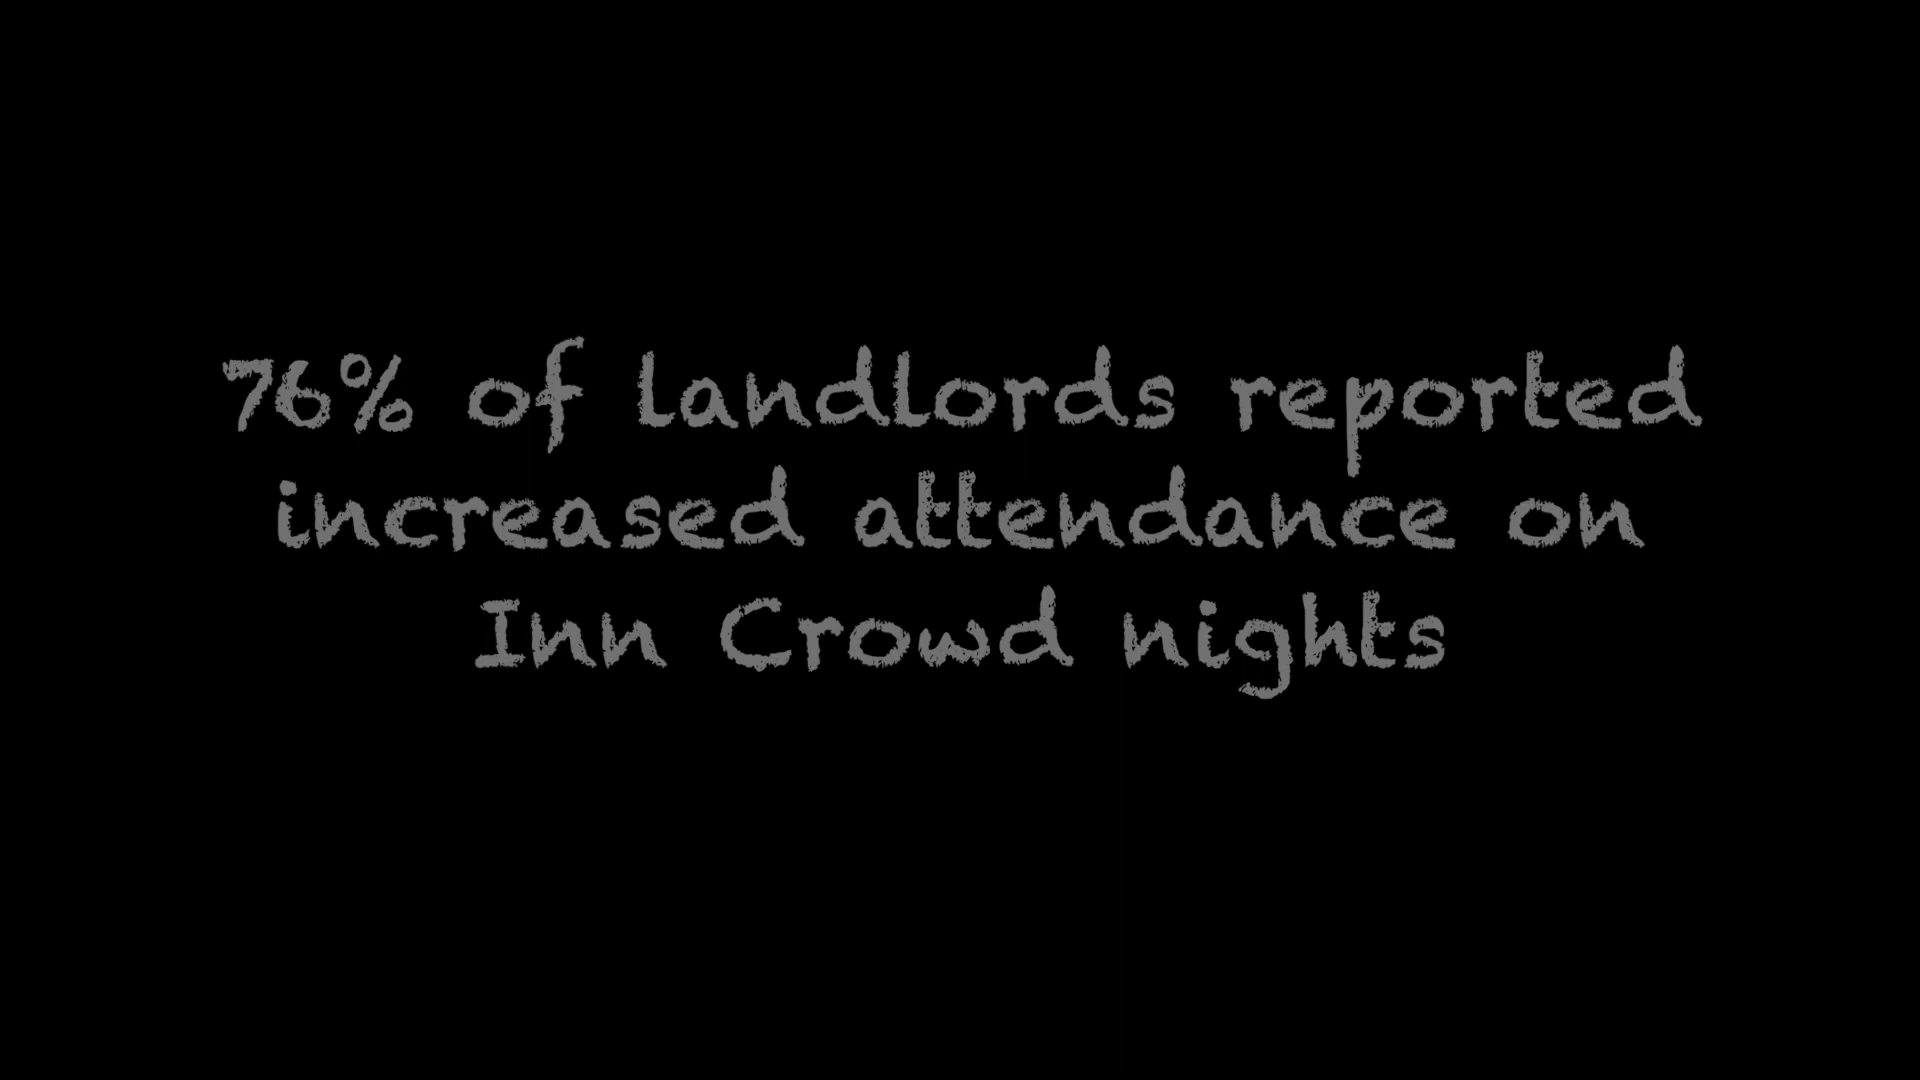 76% of landlords reported
increased attendance on
Inn Crowd nights